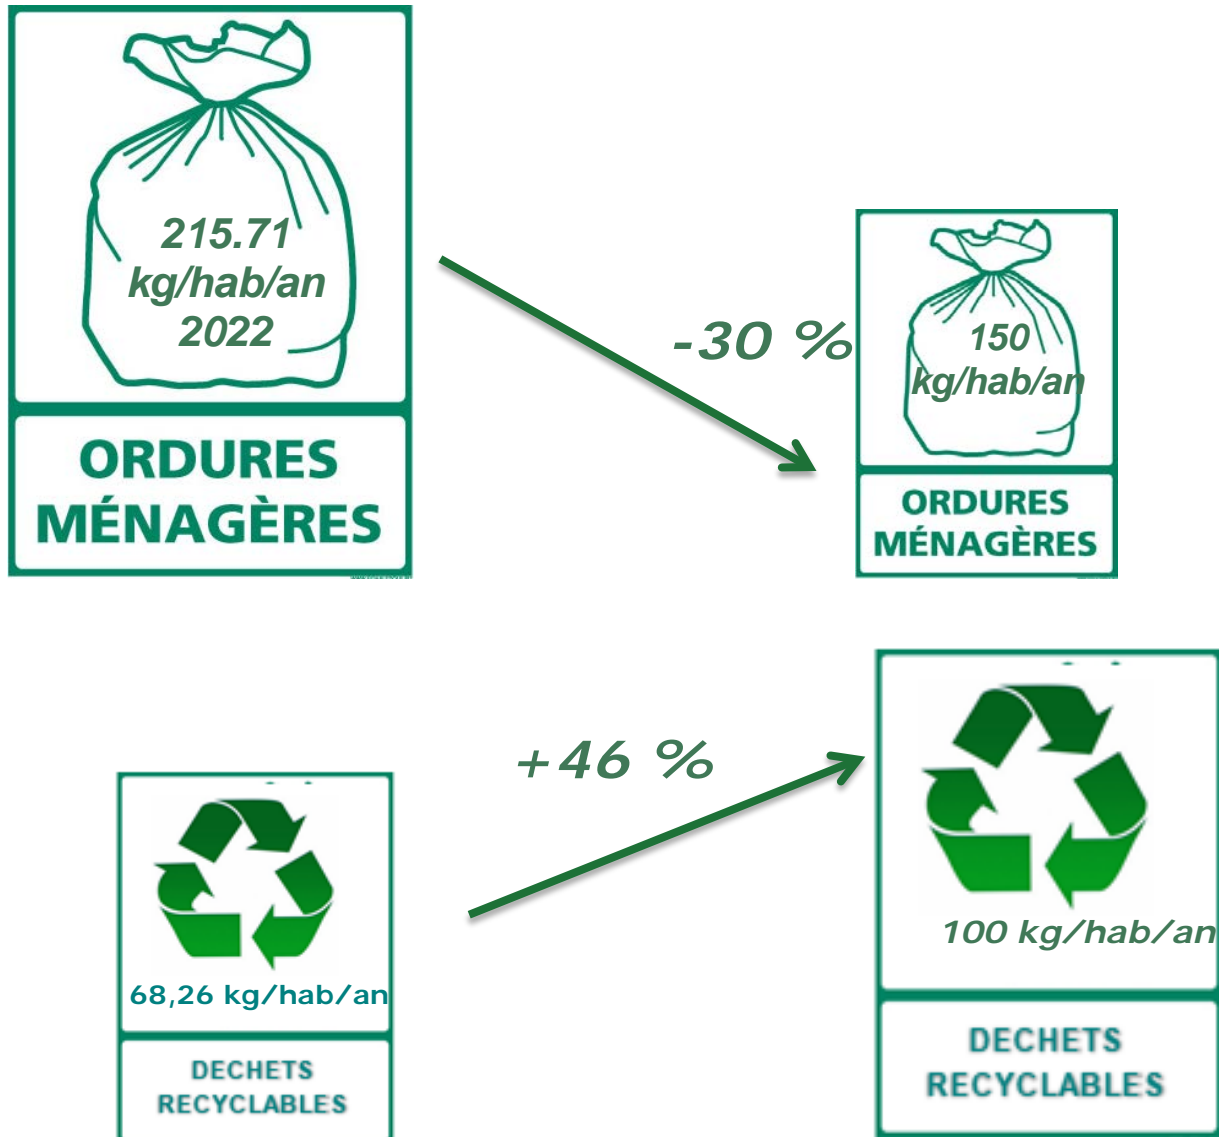 215.71
kg/hab/an
2022
ORDURES
MÉNAGÈRES
-30 %
150
kg/hab/an
ORDURES
MÉNAGÈRES
68,26 kg/hab/an
DECHETS
RECYCLABLES
+46 %
100 kg/hab/an
DECHETS
RECYCLABLES